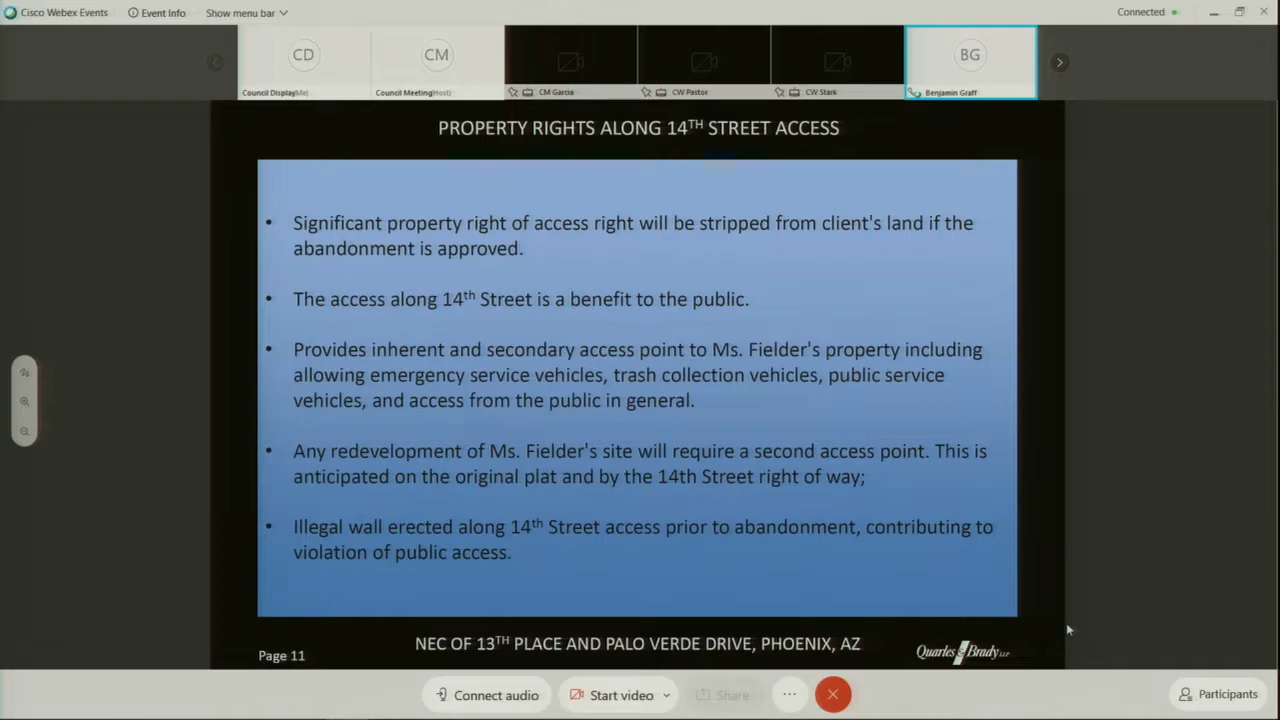 Cisco Webex Events
Event Info
Show menu bar
Connected
CD
CM
BG
Council Display(Me)
Council Meeting(Host)
CM Garcia
CW Pastor
CW Stark
Benjamin Graff
PROPERTY RIGHTS ALONG 14TH STREET ACCESS
• Significant property right of access right will be stripped from client's land if the
abandonment is approved.
• The access along 14th Street is a benefit to the public.
• Provides inherent and secondary access point to Ms. Fielder's property including
allowing emergency service vehicles, trash collection vehicles, public service
vehicles, and access from the public in general.
• Any redevelopment of Ms. Fielder's site will require a second access point. This is
anticipated on the original plat and by the 14th Street right of way;
• Illegal wall erected along 14th Street access prior to abandonment, contributing to
violation of public access.
NEC OF 13TH PLACE AND PALO VERDE DRIVE, PHOENIX, AZ
Page 11
Quarles & Brady LLP
Connect audio
Start video
Share
Participants